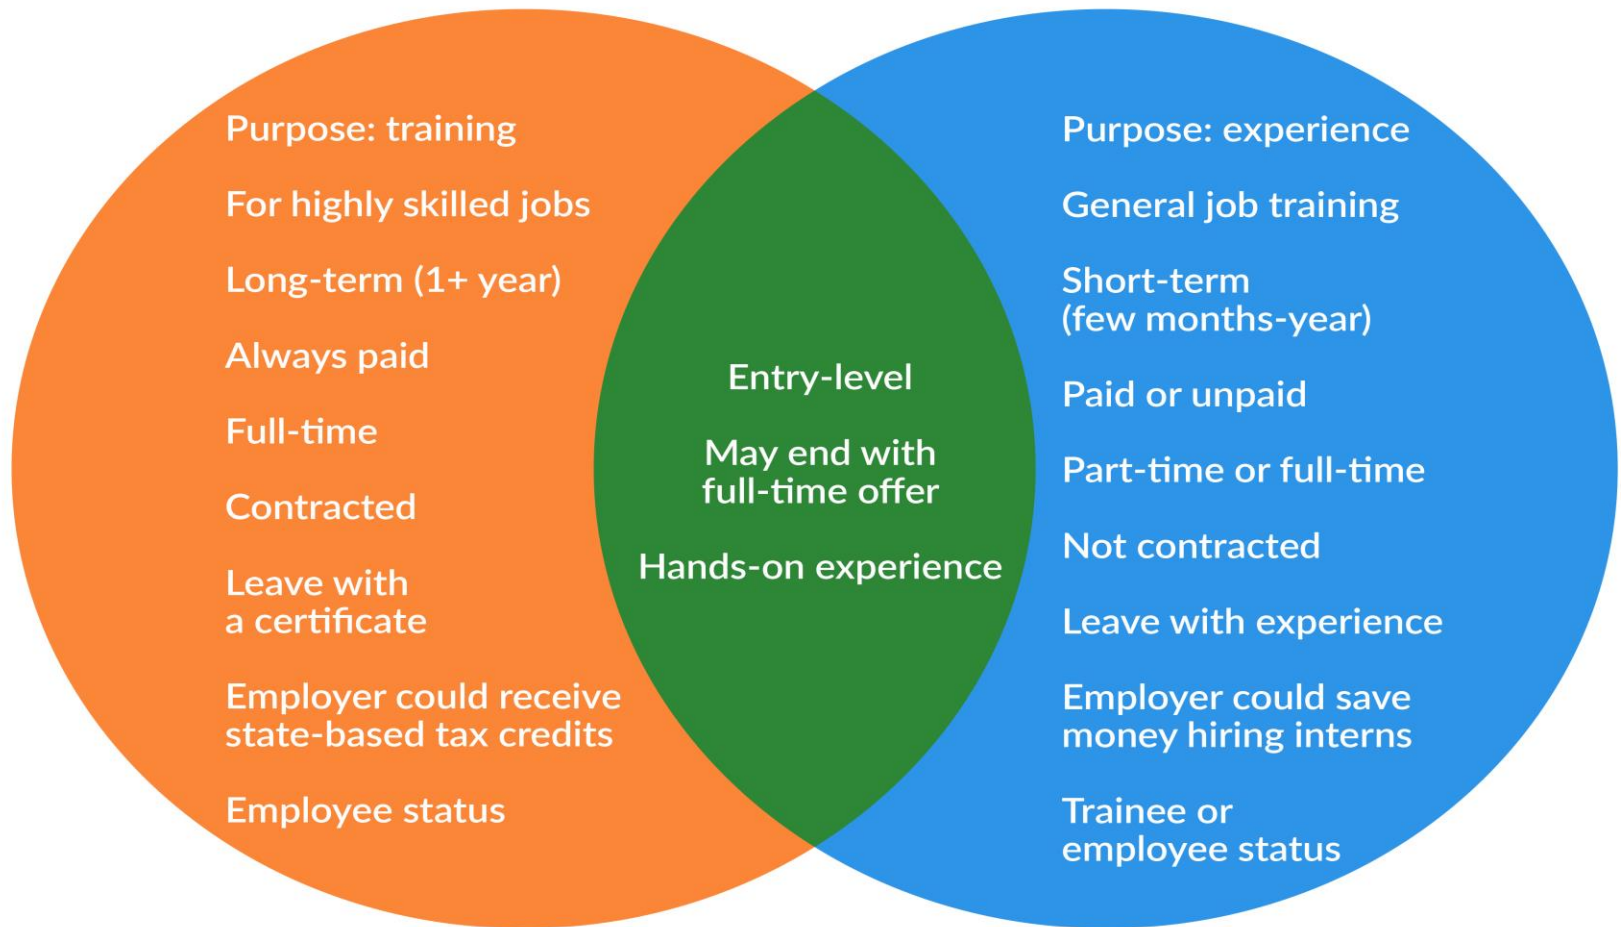 Purpose: training
For highly skilled jobs
Long-term (1+ year)
Always paid
Full-time
Contracted
Leave with
a certificate
Employer could receive
state-based tax credits
Employee status
Entry-level
May end with
full-time offer
Hands-on experience
Purpose: experience
General job training
Short-term
(few months-year)
Paid or unpaid
Part-time or full-time
Not contracted
Leave with experience
Employer could save
money hiring interns
Trainee or
employee status